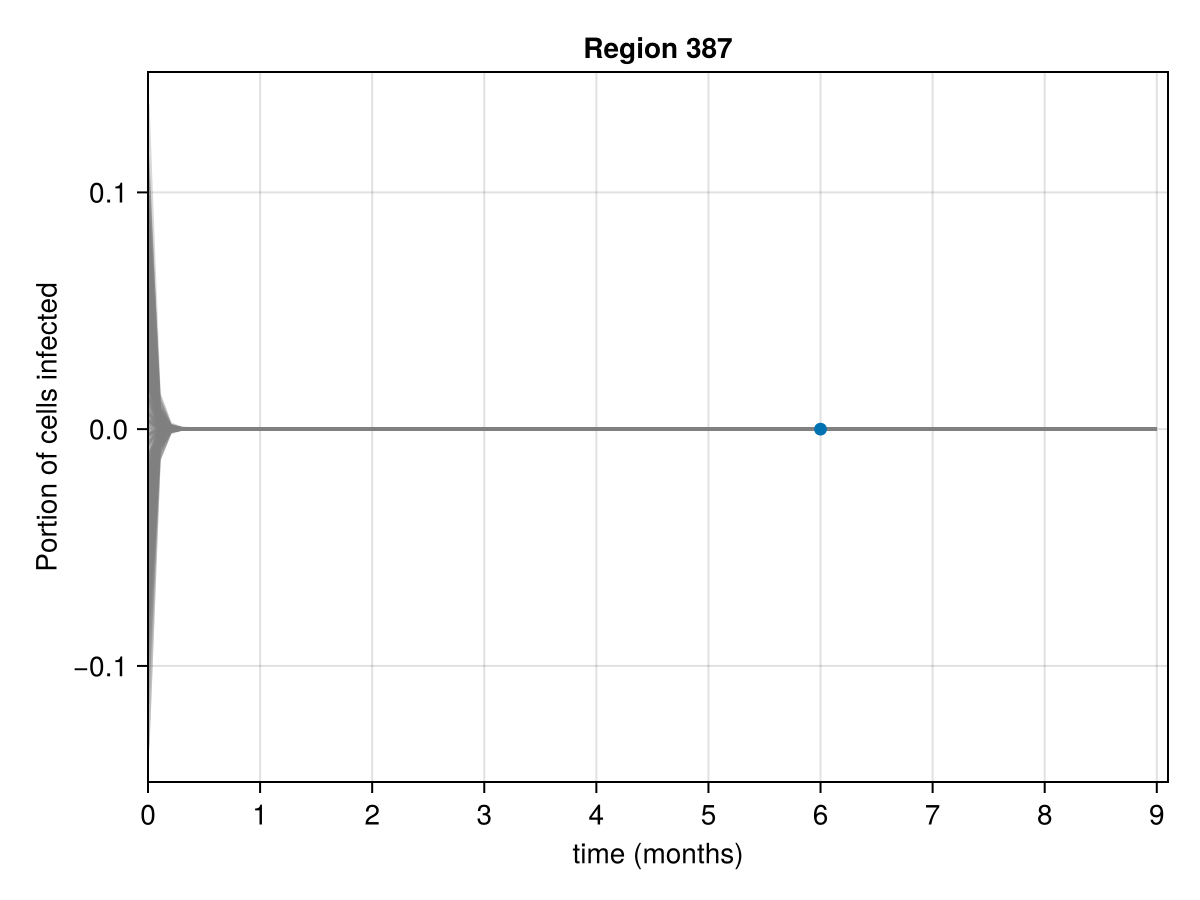 Region 387
Portion of cells infected
0.1
0.0
−0.1
0 1 2 3 4 5 6 7 8 9
time (months)